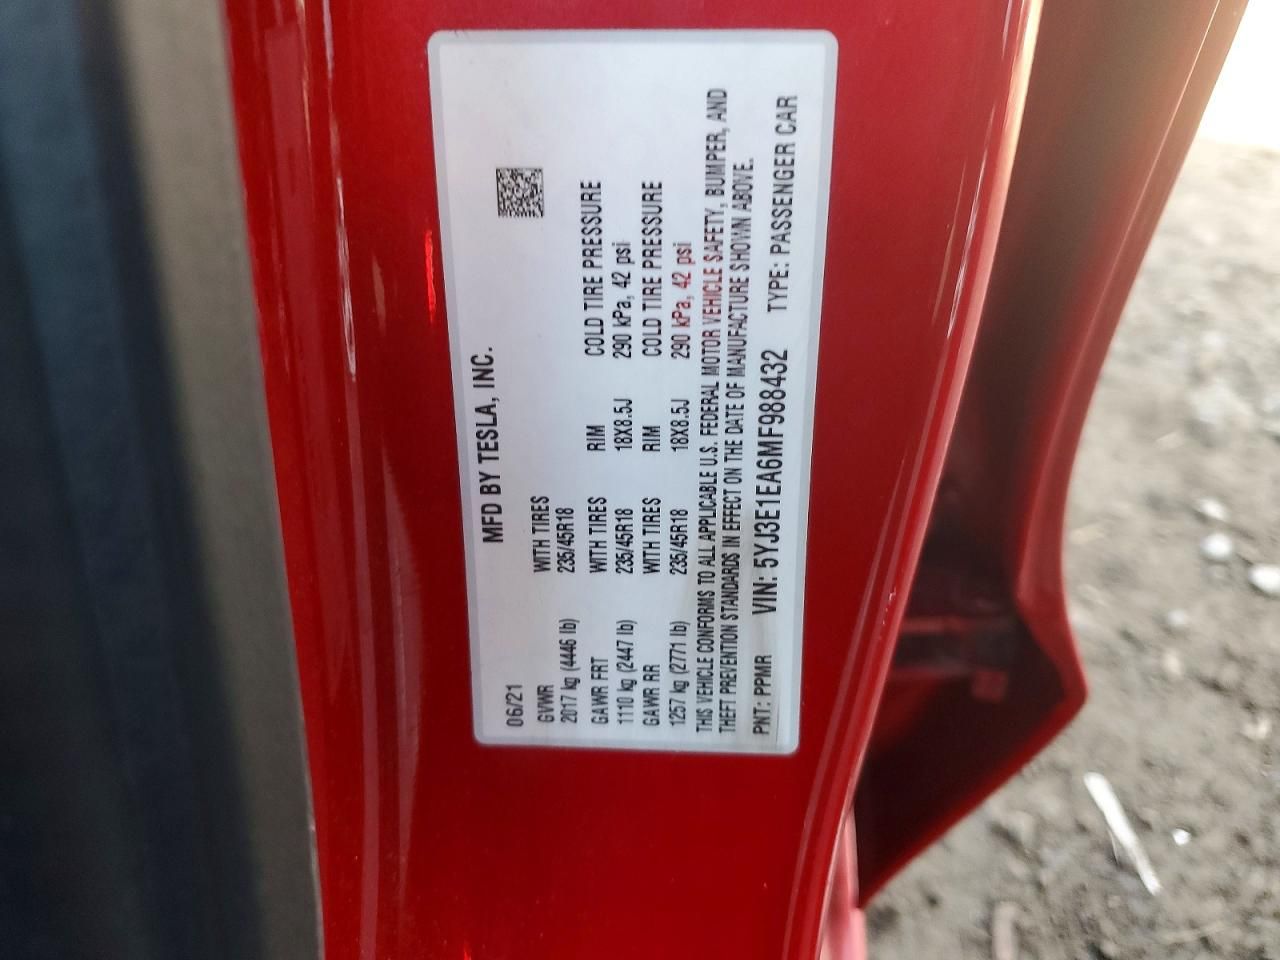 MFD BY TESLA, INC.
06/21
GVWR WITH TIRES
2017 kg (4446 lb) 235/45R18
GAWR FRT WITH TIRES RIM COLD TIRE PRESSURE
1110 kg (2447 lb) 235/45R18 18X8.5J 290 kPa, 42 psi
GAWR RR WITH TIRES RIM COLD TIRE PRESSURE
1257 kg (2771 lb) 235/45R18 18X8.5J 290 kPa, 42 psi
THIS VEHICLE CONFORMS TO ALL APPLICABLE U.S. FEDERAL MOTOR VEHICLE SAFETY, BUMPER, AND
THEFT PREVENTION STANDARDS IN EFFECT ON THE DATE OF MANUFACTURE SHOWN ABOVE.
PNT: PPMR VIN: 5YJ3E1EA6MF988432 TYPE: PASSENGER CAR